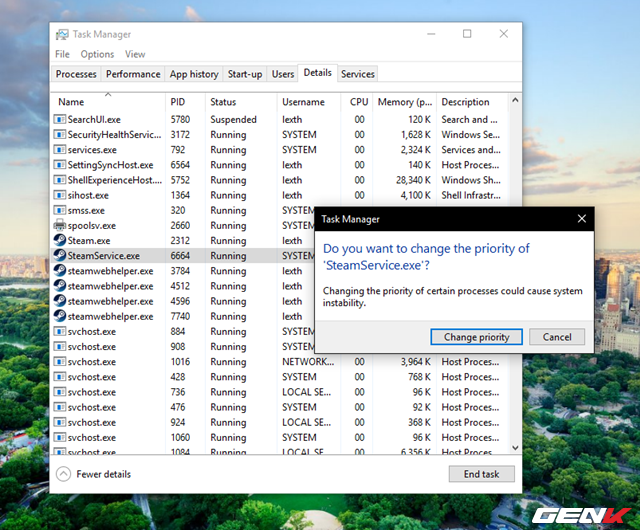 Task Manager
File Options View
Processes Performance App history Start-up Users Details Services
Name PID Status Username CPU Memory (p... Description
SearchUI.exe 5780 Suspended lexth 00 120 K Search and ...
SecurityHealthServic... 3172 Running SYSTEM 00 1,628 K Windows Se...
services.exe 792 Running SYSTEM 00 2,324 K Services and...
SettingSyncHost.exe 6564 Running lexth 00 140 K Host Proces...
ShellExperienceHost.... 5752 Running lexth 00 28,340 K Windows Sh...
sihost.exe 1364 Running lexth 00 4,100 K Shell Infrastr...
smss.exe 320 Running SYSTEM
spoolsv.exe 2660 Running SYSTEM
Steam.exe 2312 Running lexth
SteamService.exe 6664 Running SYSTEM
steamwebhelper.exe 3784 Running lexth
steamwebhelper.exe 4512 Running lexth
steamwebhelper.exe 4596 Running lexth
steamwebhelper.exe 7740 Running lexth
svchost.exe 884 Running SYSTEM
svchost.exe 908 Running
svchost.exe 1016 Running NETWORK... 00 3,964 K Host Proces...
svchost.exe 428 Running SYSTEM 00 768 K Host Proces...
svchost.exe 736 Running LOCAL SE... 00 96 K Host Proces...
svchost.exe 476 Running SYSTEM 00 92 K Host Proces...
svchost.exe 924 Running LOCAL SE... 00 368 K Host Proces...
svchost.exe 1060 Running SYSTEM 00 96 K Host Proces...
svchost.exe 1084 Running LOCAL SE... 00 6,356 K Host Proces...
Task Manager
Do you want to change the priority of
'SteamService.exe'?
Changing the priority of certain processes could cause system
instability.
Change priority Cancel
Fewer details End task
GENK